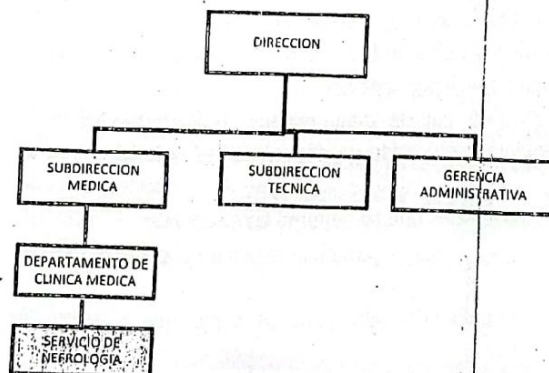 DIRECCION
SUBDIRECCION
MEDICA
SUBDIRECCION
TECNICA
GERENCIA
ADMINISTRATIVA
DEPARTAMENTO DE
CLINICA MEDICA
SERVICIO DE
NEFROLOGIA